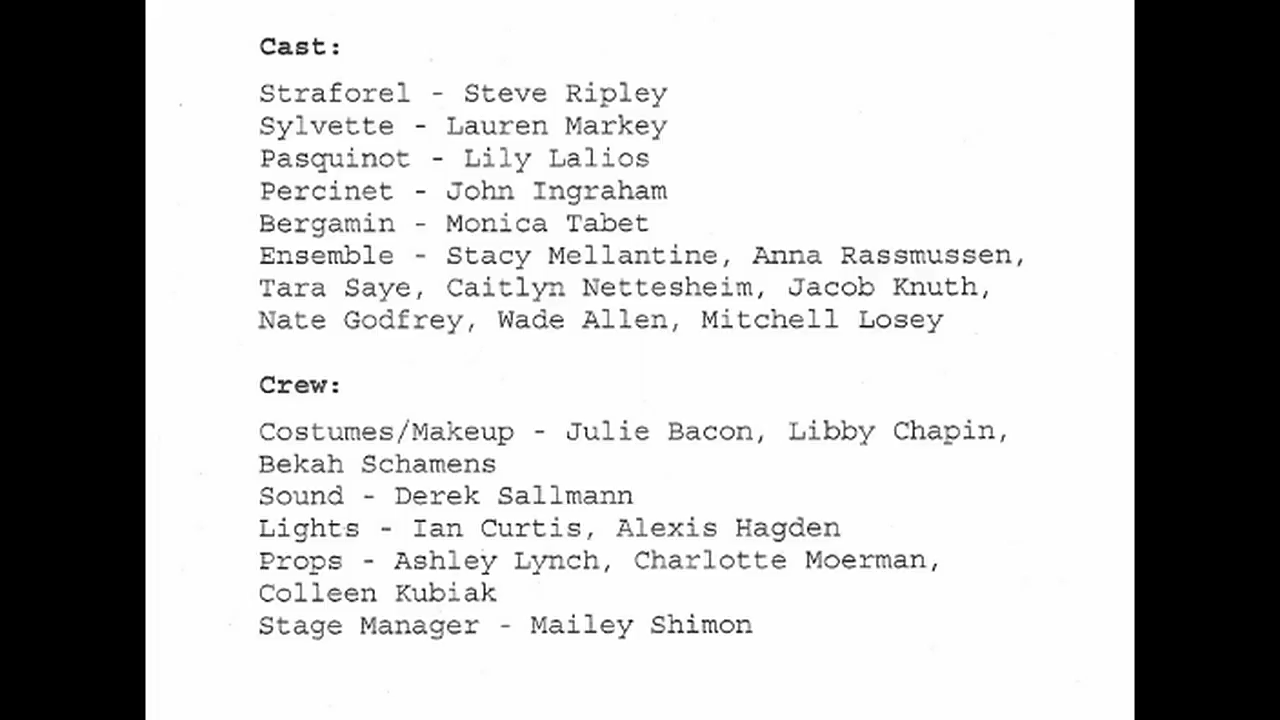 Cast:
Straforel - Steve Ripley
Sylvette - Lauren Markey
Pasquinot - Lily Lalios
Percinet - John Ingraham
Bergamin - Monica Tabet
Ensemble - Stacy Mellantine, Anna Rassmussen,
Tara Saye, Caitlyn Nettesheim, Jacob Knuth,
Nate Godfrey, Wade Allen, Mitchell Losey
Crew:
Costumes/Makeup - Julie Bacon, Libby Chapin,
Bekah Schamens
Sound - Derek Sallmann
Lights - Ian Curtis, Alexis Hagden
Props - Ashley Lynch, Charlotte Moerman,
Colleen Kubiak
Stage Manager - Mailey Shimon